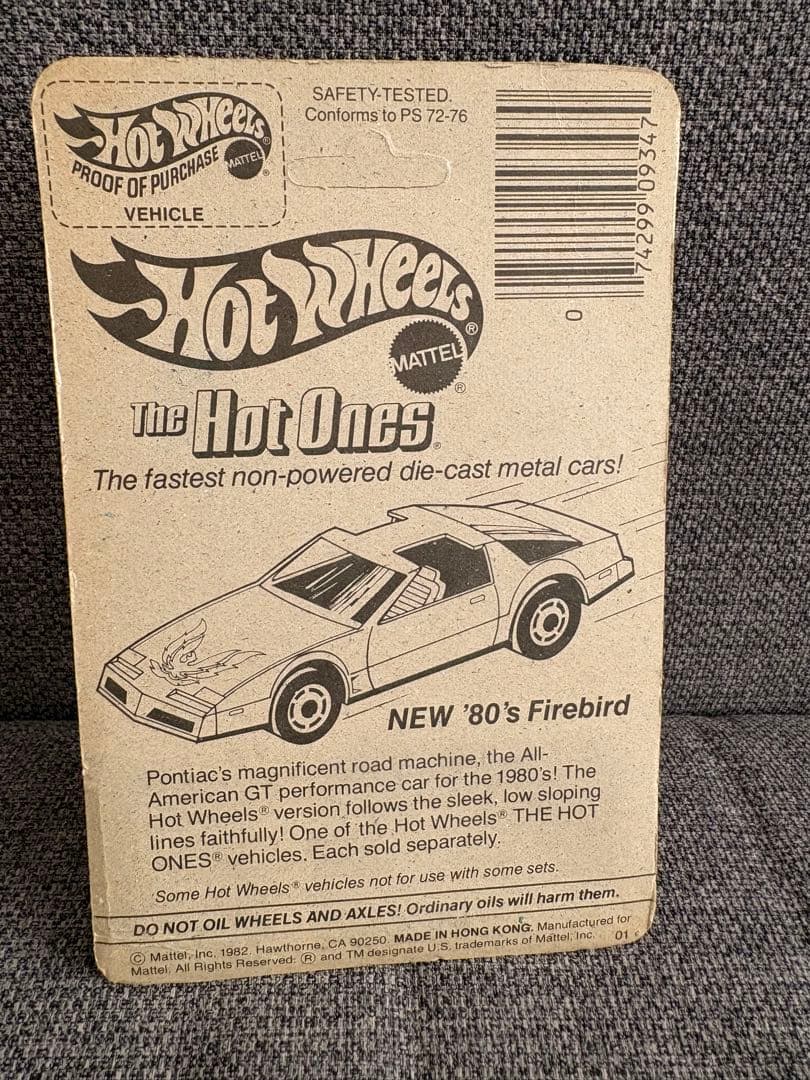 Hot Wheels®
MATTEL®
PROOF OF PURCHASE
VEHICLE
SAFETY-TESTED.
Conforms to PS 72-76
74299 09347
0
Hot Wheels®
MATTEL®
The Hot Ones®
The fastest non-powered die-cast metal cars!
NEW '80's Firebird
Pontiac's magnificent road machine, the All-
American GT performance car for the 1980's! The
Hot Wheels® version follows the sleek, low sloping
lines faithfully! One of the Hot Wheels® THE HOT
ONES® vehicles. Each sold separately.
Some Hot Wheels® vehicles not for use with some sets.
DO NOT OIL WHEELS AND AXLES! Ordinary oils will harm them.
© Mattel, Inc. 1982. Hawthorne, CA 90250. MADE IN HONG KONG. Manufactured for
Mattel. All Rights Reserved: ® and TM designate U.S. trademarks of Mattel, Inc. 01